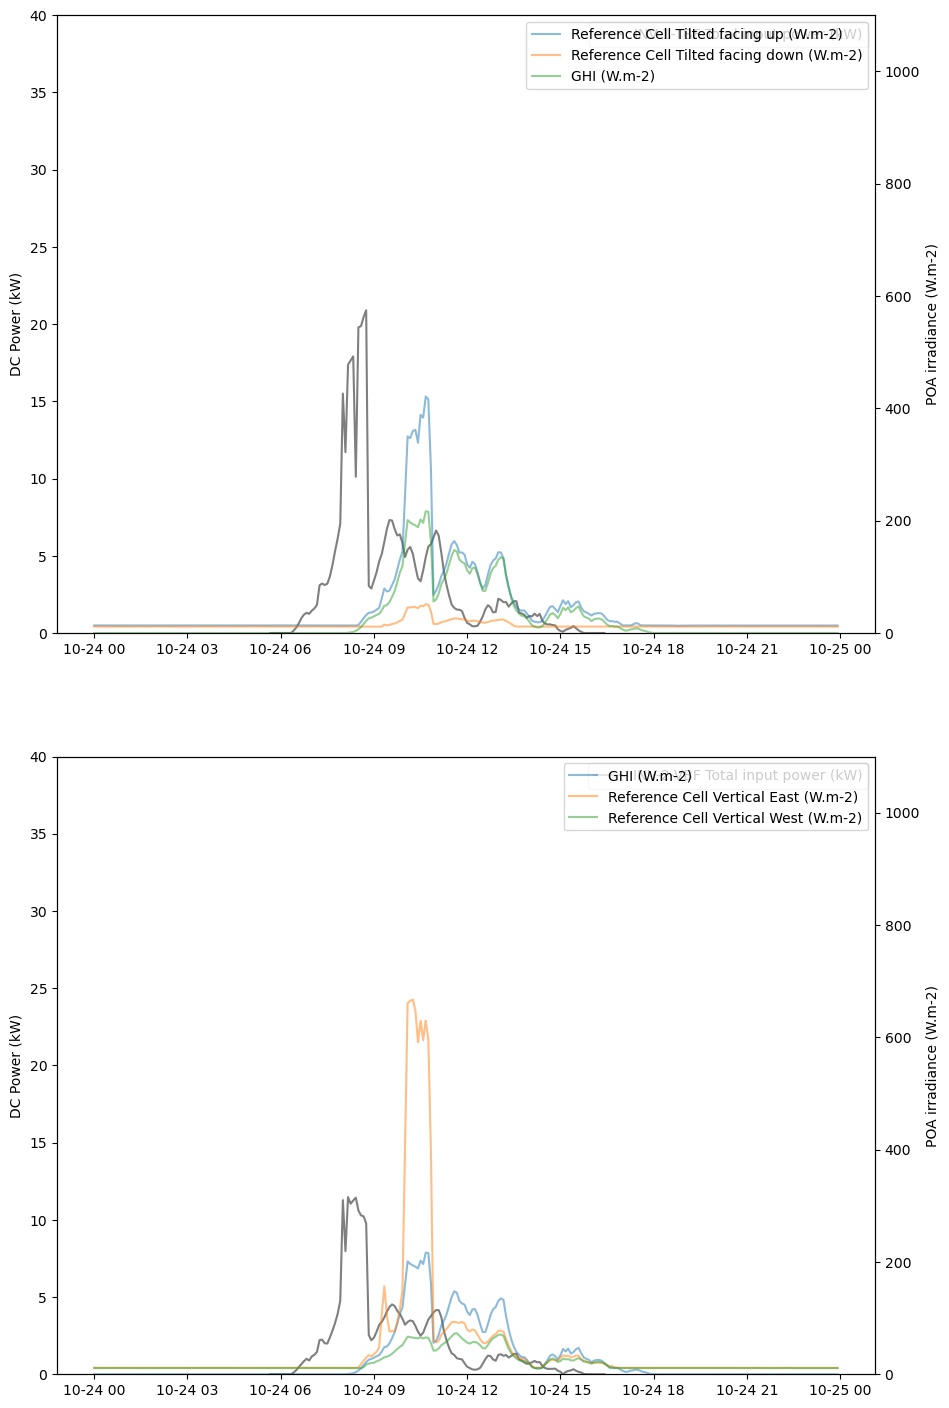 40
35
30
25
20
15
10
5
0
DC Power (kW)
Reference Cell Tilted facing up (W.m-2)
Reference Cell Tilted facing down (W.m-2)
GHI (W.m-2)
1000
800
600
400
200
0
POA irradiance (W.m-2)
10-24 00 10-24 03 10-24 06 10-24 09 10-24 12 10-24 15 10-24 18 10-24 21 10-25 00
40
35
30
25
20
15
10
5
0
DC Power (kW)
GHI (W.m-2) Total input power (kW)
Reference Cell Vertical East (W.m-2)
Reference Cell Vertical West (W.m-2)
1000
800
600
400
200
0
POA irradiance (W.m-2)
10-24 00 10-24 03 10-24 06 10-24 09 10-24 12 10-24 15 10-24 18 10-24 21 10-25 00